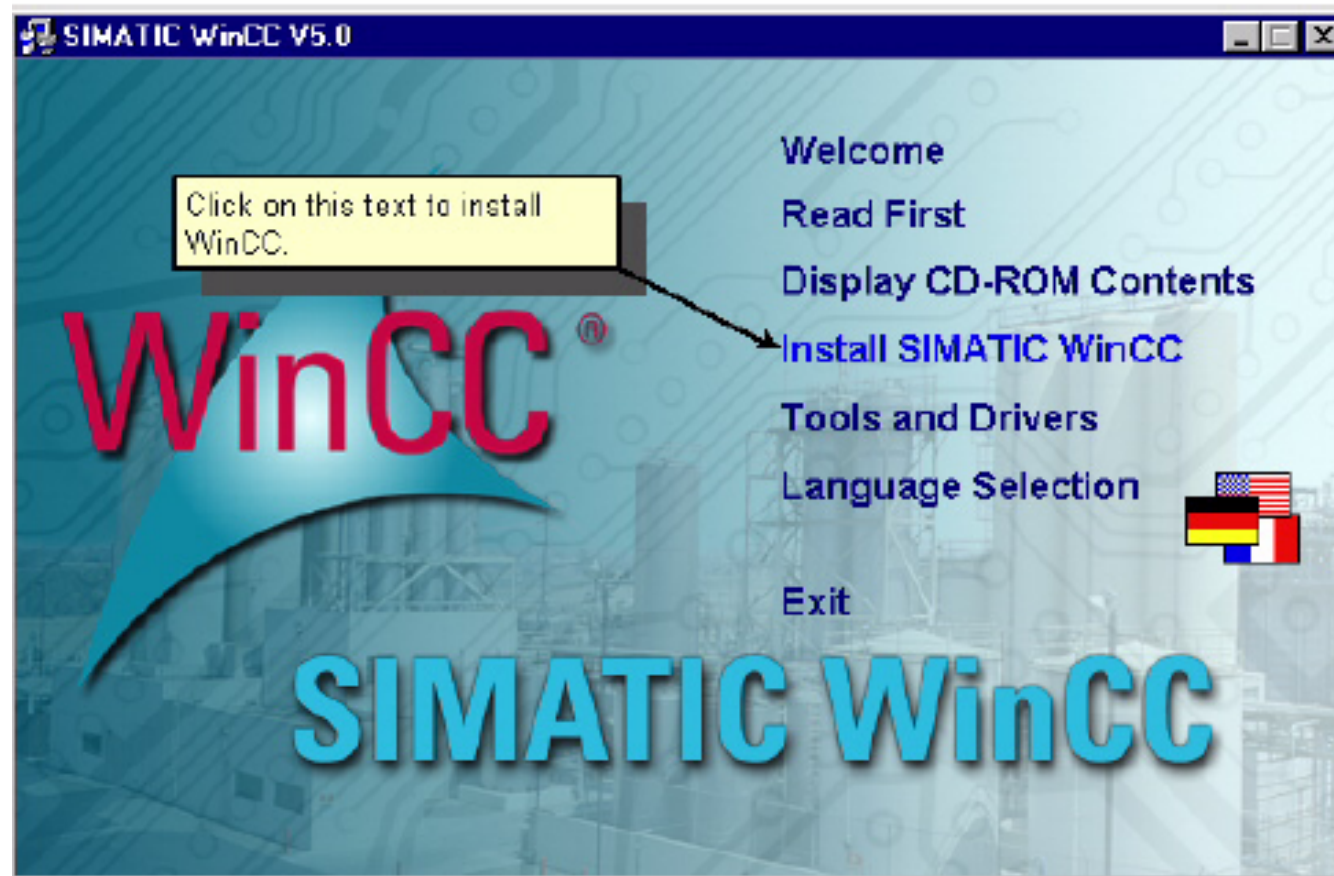 SIMATIC WinCC V5.0
Welcome
Click on this text to install
WinCC.
Read First
Display CD-ROM Contents
WinCC®
Install SIMATIC WinCC
Tools and Drivers
Language Selection
Exit
SIMATIC WinCC